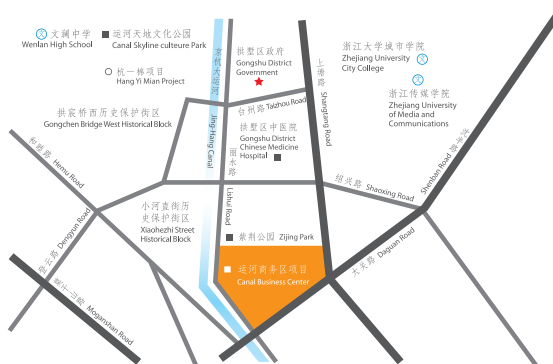 文澜中学
Wenlan High School
运河天地文化公园
Canal Skyline culteure Park
杭一棉项目
Hang Yi Mian Project
拱宸桥西历史保护街区
Gongchen Bridge West Historical Block
京杭大运河
Jing-Hang Canal
拱墅区政府
Gongshu District
Government
台州路 Taizhou Road
上塘路
Shangtang Road
浙江大学城市学院
Zhejiang University
City College
文
浙江传媒学院
Zhejiang University
of Media and
Communications
拱墅区中医院
Gongshu District
Chinese Medicine
Hospital
丽水路
Lishui Road
和睦路
Hemu Road
小河直街历
史保护街区
Xiaohezhi Street
Historical Block
绍兴路 Shaoxing Road
Shenban Road
紫荆公园 Zijing Park
登云路 Dengyun Road
Moganshan Road
运河商务区项目
Canal Business Center
大关路 Daguan Road